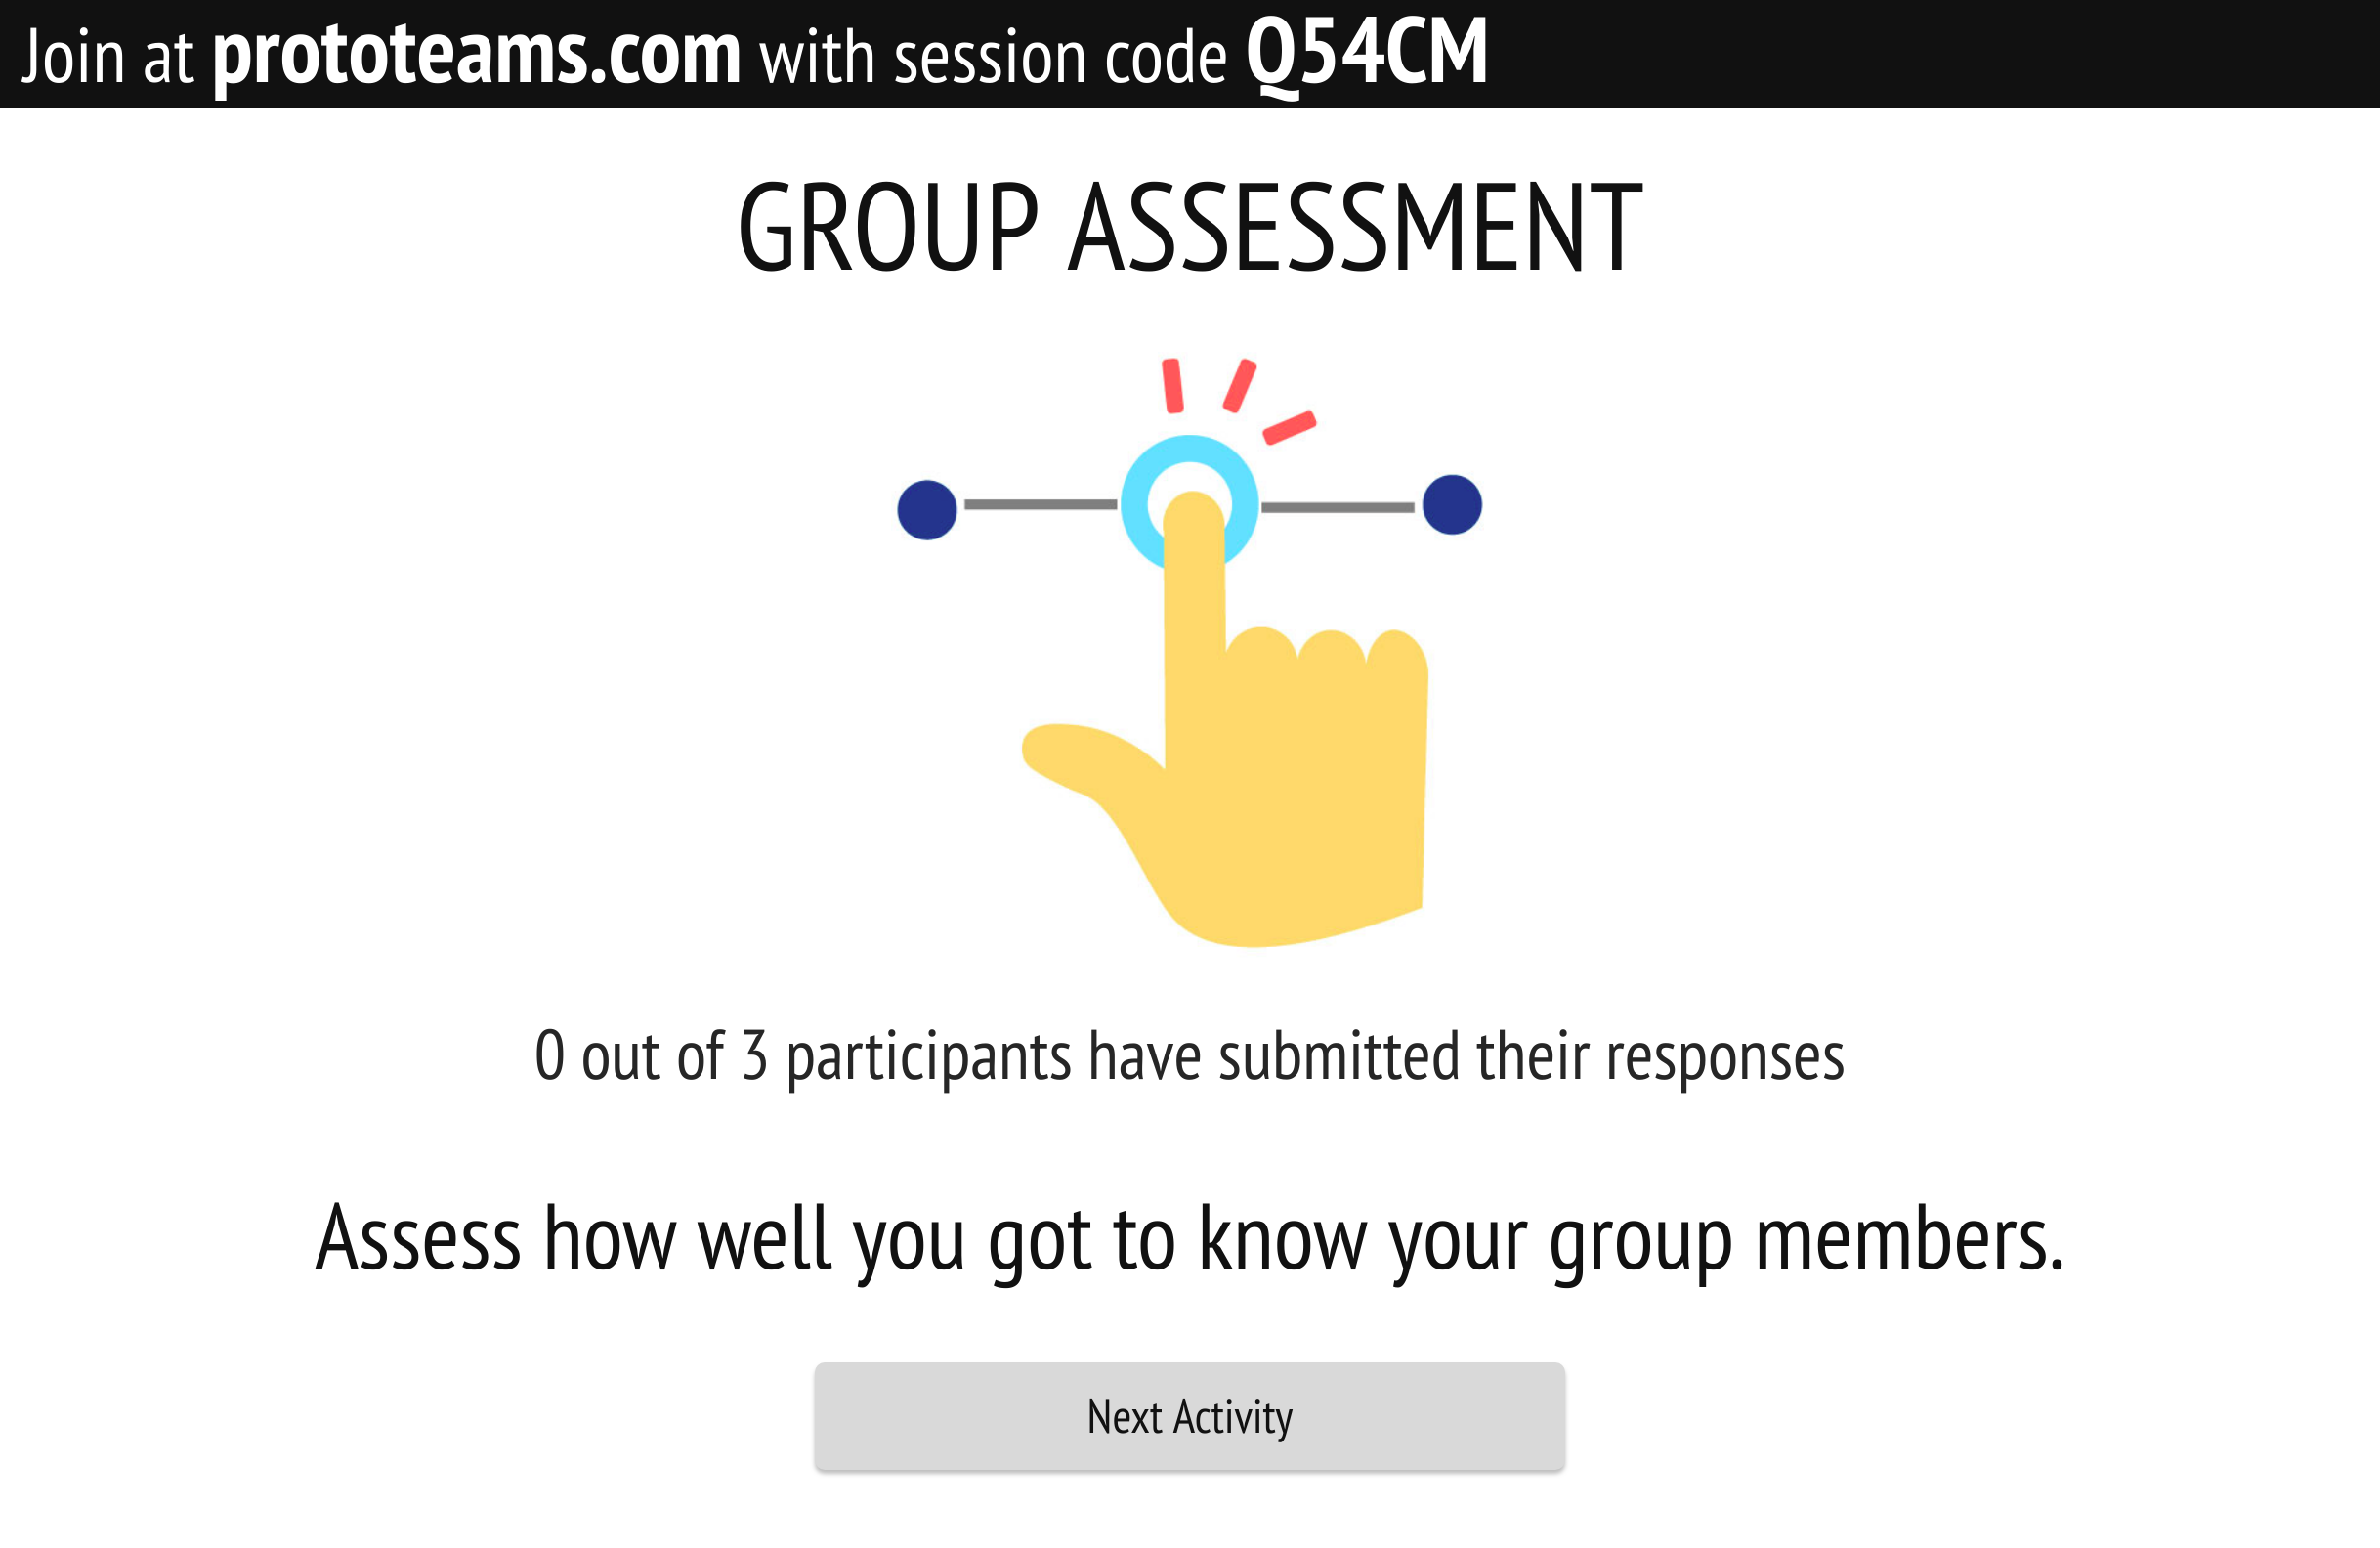 Join at prototeams.com with session code Q54CM
GROUP ASSESSMENT
0 out of 3 participants have submitted their responses
Assess how well you got to know your group members.
Next Activity